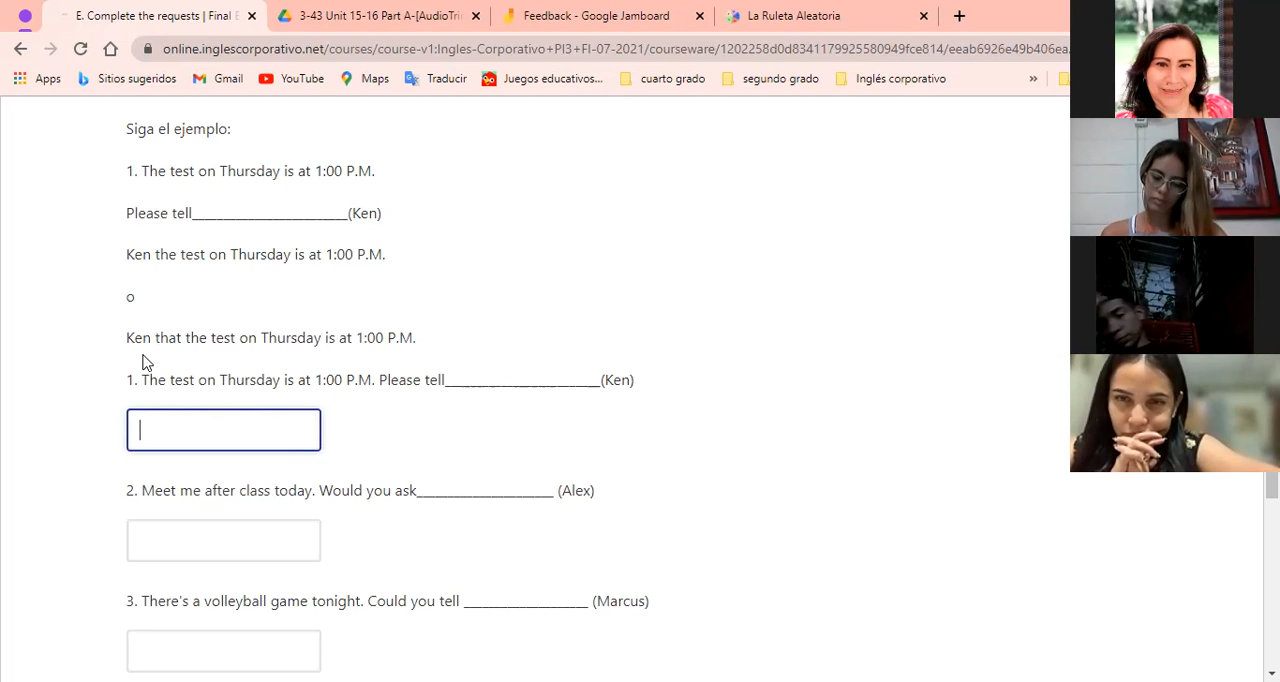 E. Complete the requests | Final E
3-43 Unit 15-16 Part A-[AudioTri
Feedback - Google Jamboard
La Ruleta Aleatoria
online.inglescorporativo.net/courses/course-v1:Ingles-Corporativo+PI3+FI-07-2021/courseware/1202258d0d8341179925580949fce814/eeab6926e49b406ea.
Apps
Sitios sugeridos
Gmail
YouTube
Maps
Traducir
Juegos educativos...
cuarto grado
segundo grado
Inglés corporativo
»
Siga el ejemplo:
1. The test on Thursday is at 1:00 P.M.
Please tell______________________(Ken)
Ken the test on Thursday is at 1:00 P.M.
o
Ken that the test on Thursday is at 1:00 P.M.
1. The test on Thursday is at 1:00 P.M. Please tell______________________(Ken)
2. Meet me after class today. Would you ask___________________ (Alex)
3. There's a volleyball game tonight. Could you tell _________________ (Marcus)